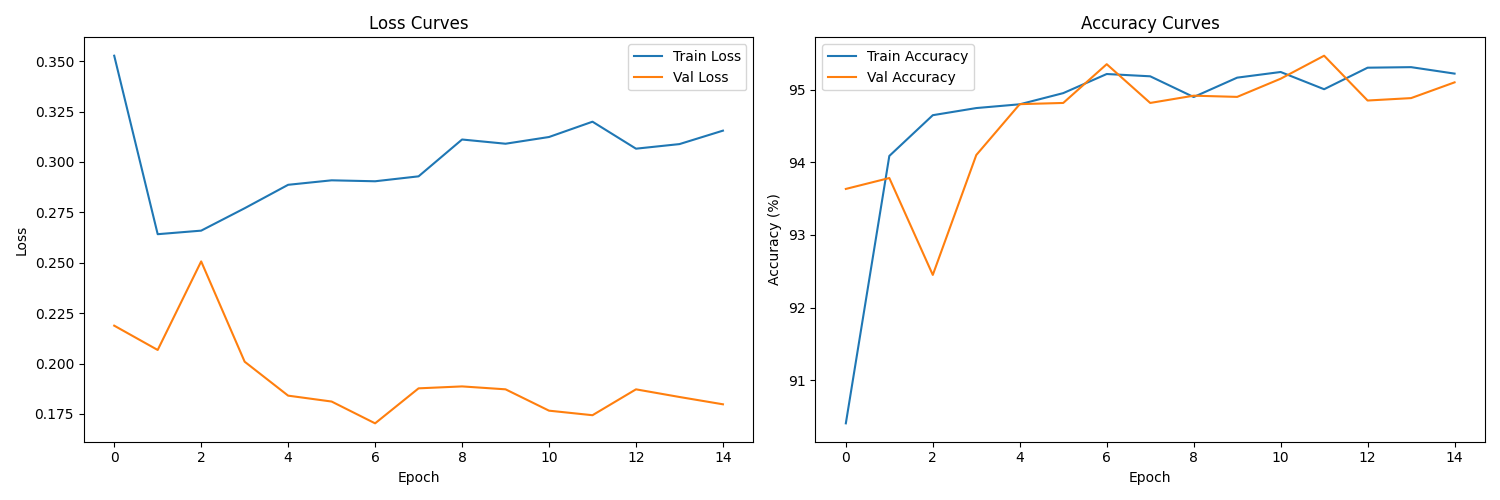 Loss Curves
Train Loss
Val Loss
0.350
0.325
0.300
0.275
0.250
0.225
0.200
0.175
Loss
0 2 4 6 8 10 12 14
Epoch
Accuracy Curves
Train Accuracy
Val Accuracy
95
94
93
92
91
Accuracy (%)
0 2 4 6 8 10 12 14
Epoch